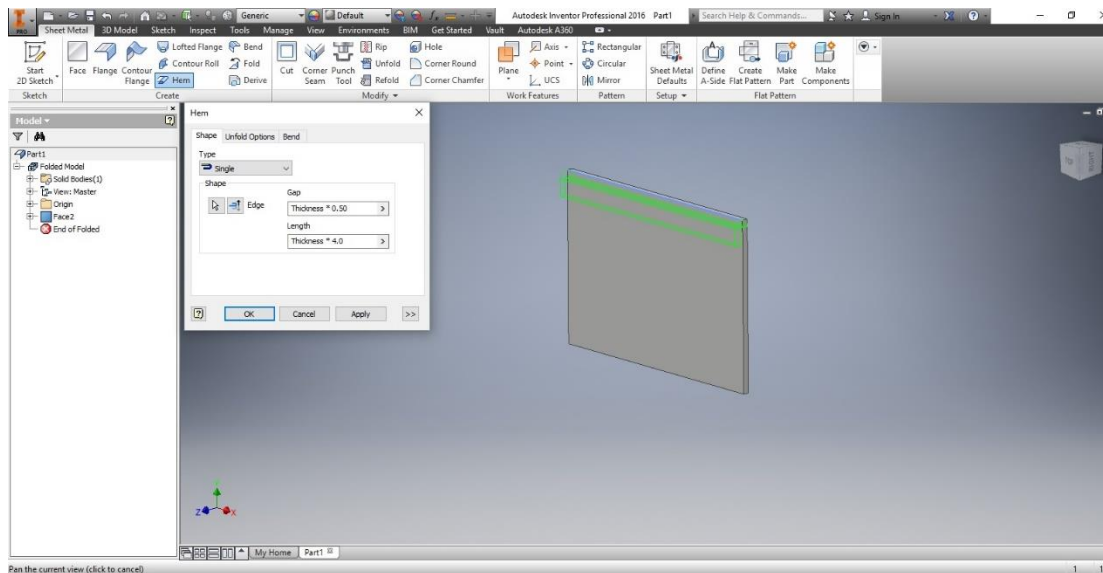 Generic Default Autodesk Inventor Professional 2016 Part1 Search Help & Commands... Sign In
PRO Sheet Metal 3D Model Sketch Inspect Tools Manage View Environments BIM Get Started Vault Autodesk A360
Start
2D Sketch
Face
Flange
Contour
Flange
Lofted Flange
Contour Roll
Hem
Bend
Fold
Derive
Cut
Corner
Seam
Punch
Tool
Rip
Unfold
Refold
Hole
Corner Round
Corner Chamfer
Plane
Axis
Point
UCS
Rectangular
Circular
Mirror
Sheet Metal
Defaults
Define
A-Side
Create
Flat Pattern
Make
Part
Make
Components
Sketch Create Modify Work Features Pattern Setup Flat Pattern
Model
Part1
Folded Model
Solid Bodies(1)
View: Master
Origin
Face2
End of Folded
Hem
Shape Unfold Options Bend
Type
Single
Shape
Edge
Gap
Thickness * 0.50 >
Length
Thickness * 4.0 >
OK Cancel Apply >>
Z X
My Home Part1
Pan the current view (click to cancel) 1 1